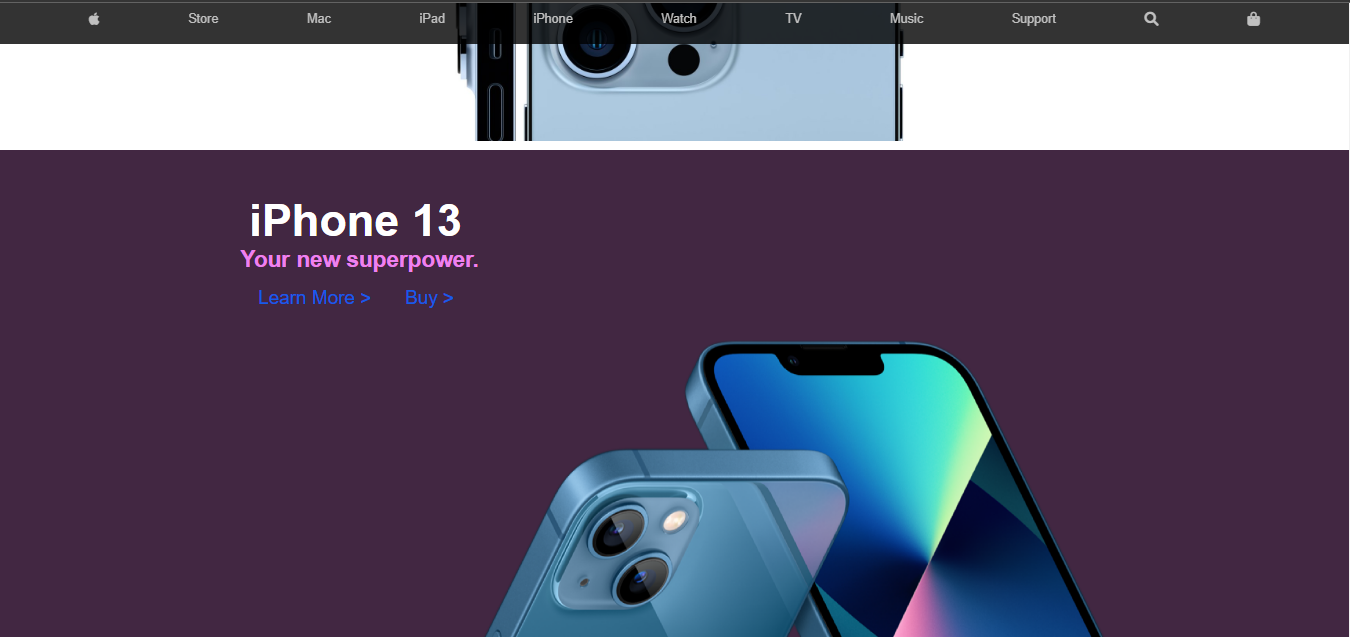 Store Mac iPad iPhone Watch TV Music Support
iPhone 13
Your new superpower.
Learn More > Buy >